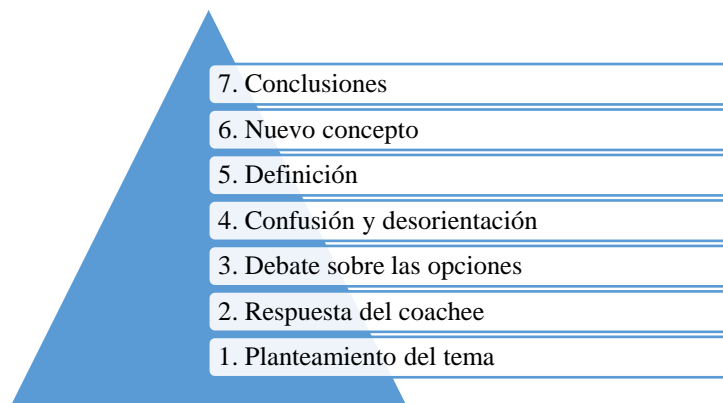 7. Conclusiones
6. Nuevo concepto
5. Definición
4. Confusión y desorientación
3. Debate sobre las opciones
2. Respuesta del coachee
1. Planteamiento del tema